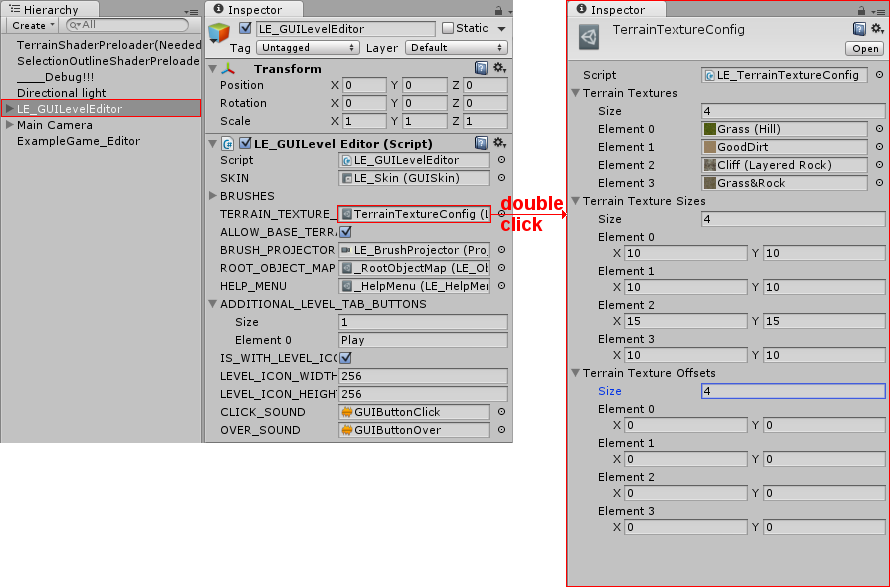 Hierarchy
Create
All
TerrainShaderPreloader(Needed
SelectionOutlineShaderPreloade
_____Debug!!!
Directional light
LE_GUILevelEditor
Main Camera
ExampleGame_Editor
Inspector
LE_GUILevelEditor
Static
Tag Untagged Layer Default
Transform
Position X 0 Y 0 Z 0
Rotation X 0 Y 0 Z 0
Scale X 1 Y 1 Z 1
LE_GUILevel Editor (Script)
Script LE_GUILevelEditor
SKIN LE_Skin (GUISkin)
BRUSHES
TERRAIN_TEXTURE_ TerrainTextureConfig (L
ALLOW_BASE_TERRA
BRUSH_PROJECTOR LE_BrushProjector (Proj
ROOT_OBJECT_MAP _RootObjectMap (LE_Ob
HELP_MENU _HelpMenu (LE_HelpMen
ADDITIONAL_LEVEL_TAB_BUTTONS
Size 1
Element 0 Play
IS_WITH_LEVEL_ICO
LEVEL_ICON_WIDTH 256
LEVEL_ICON_HEIGH 256
CLICK_SOUND GUIButtonClick
OVER_SOUND GUIButtonOver
double
click
Inspector
TerrainTextureConfig
Open
Script LE_TerrainTextureConfig
Terrain Textures
Size 4
Element 0 Grass (Hill)
Element 1 GoodDirt
Element 2 Cliff (Layered Rock)
Element 3 Grass&Rock
Terrain Texture Sizes
Size 4
Element 0
X 10 Y 10
Element 1
X 10 Y 10
Element 2
X 15 Y 15
Element 3
X 10 Y 10
Terrain Texture Offsets
Size 4
Element 0
X 0 Y 0
Element 1
X 0 Y 0
Element 2
X 0 Y 0
Element 3
X 0 Y 0